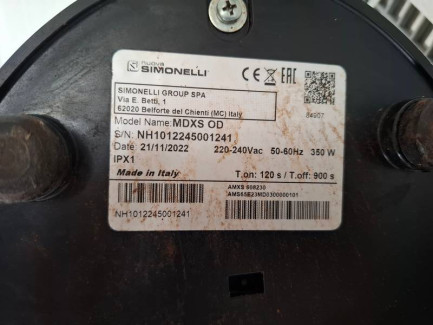 nuova
SIMONELLI
CE EAC
SIMONELLI GROUP SPA
Via E. Betti, 1
62020 Belforte del Chienti (MC) Italy
Model Name: MDXS OD
S/N: NH1012245001241
Date: 21/11/2022 220-240Vac 50-60Hz 350 W
IPX1
Made in Italy T.on: 120 s / T.off: 900 s
NH1012245001241